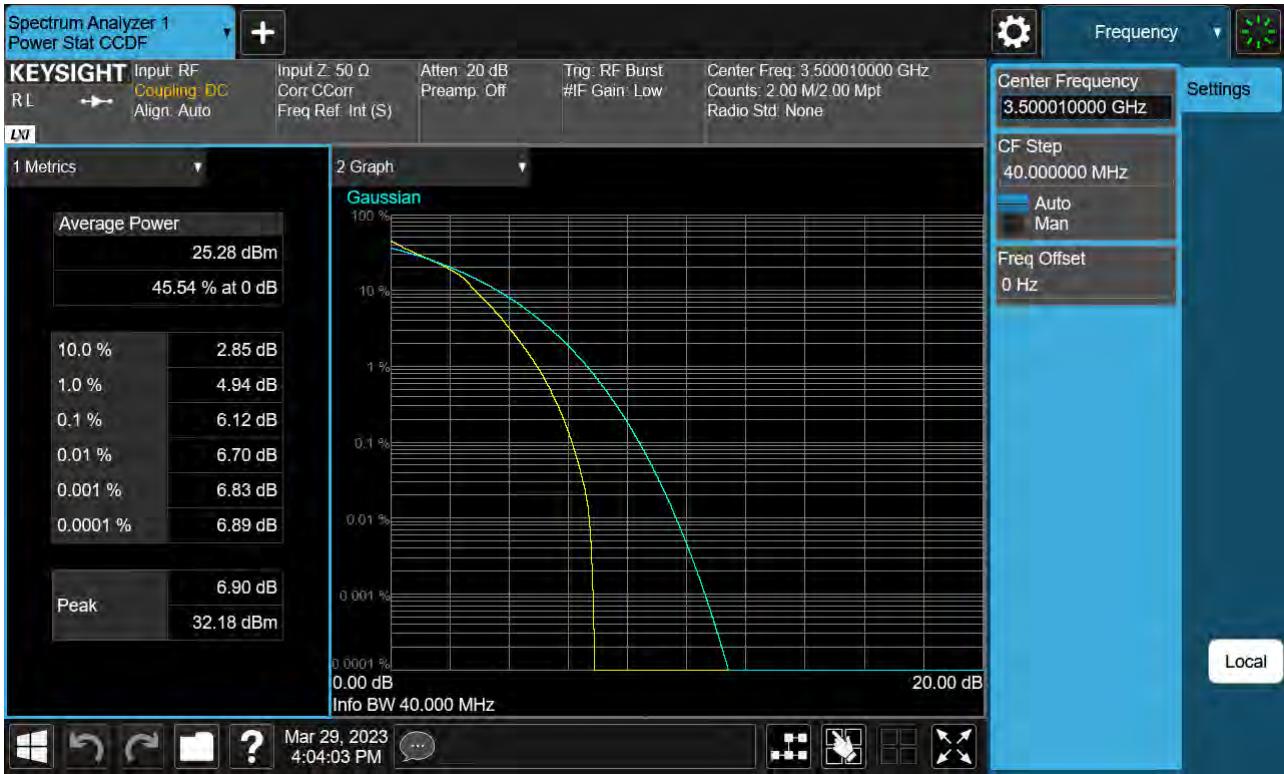 Spectrum Analyzer 1
Power Stat CCDF
+
Frequency
KEYSIGHT
RL
LXI
Input: RF
Coupling: DC
Align: Auto
Input Z: 50 Ω
Corr CCorr
Freq Ref: Int (S)
Atten: 20 dB
Preamp: Off
Trig: RF Burst
#IF Gain: Low
Center Freq: 3.500010000 GHz
Counts: 2.00 M/2.00 Mpt
Radio Std: None
Center Frequency
3.500010000 GHz
CF Step
40.000000 MHz
Auto
Man
Freq Offset
0 Hz
Settings
Local
1 Metrics
Average Power
25.28 dBm
45.54 % at 0 dB
10.0 % 2.85 dB
1.0 % 4.94 dB
0.1 % 6.12 dB
0.01 % 6.70 dB
0.001 % 6.83 dB
0.0001 % 6.89 dB
Peak
6.90 dB
32.18 dBm
2 Graph
Gaussian
100 %
10 %
1 %
0.1 %
0.01 %
0.001 %
0.0001 %
0.00 dB 20.00 dB
Info BW 40.000 MHz
?
Mar 29, 2023
4:04:03 PM